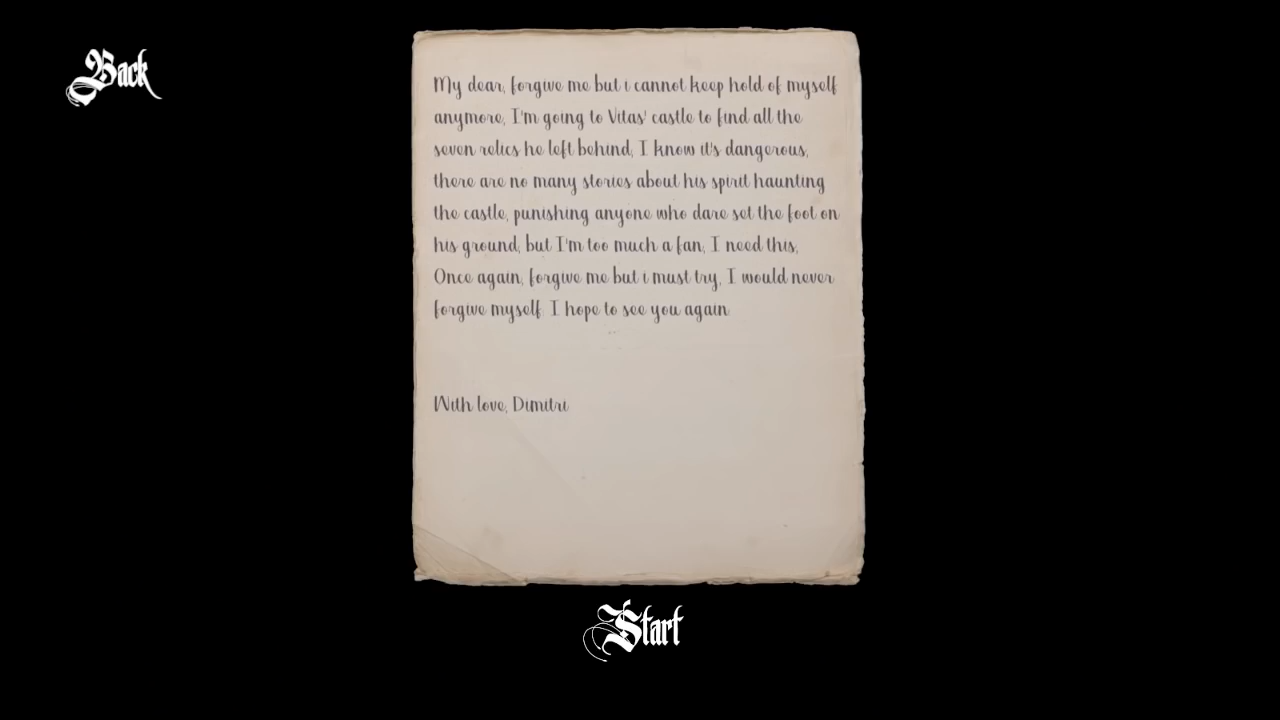 Back
My dear, forgive me but i cannot keep hold of myself
anymore, I'm going to Vitas' castle to find all the
seven relics he left behind, I know it's dangerous,
there are no many stories about his spirit haunting
the castle, punishing anyone who dare set the foot on
his ground, but I'm too much a fan, I need this,
Once again, forgive me but i must try, I would never
forgive myself. I hope to see you again
With love, Dimitri
Start